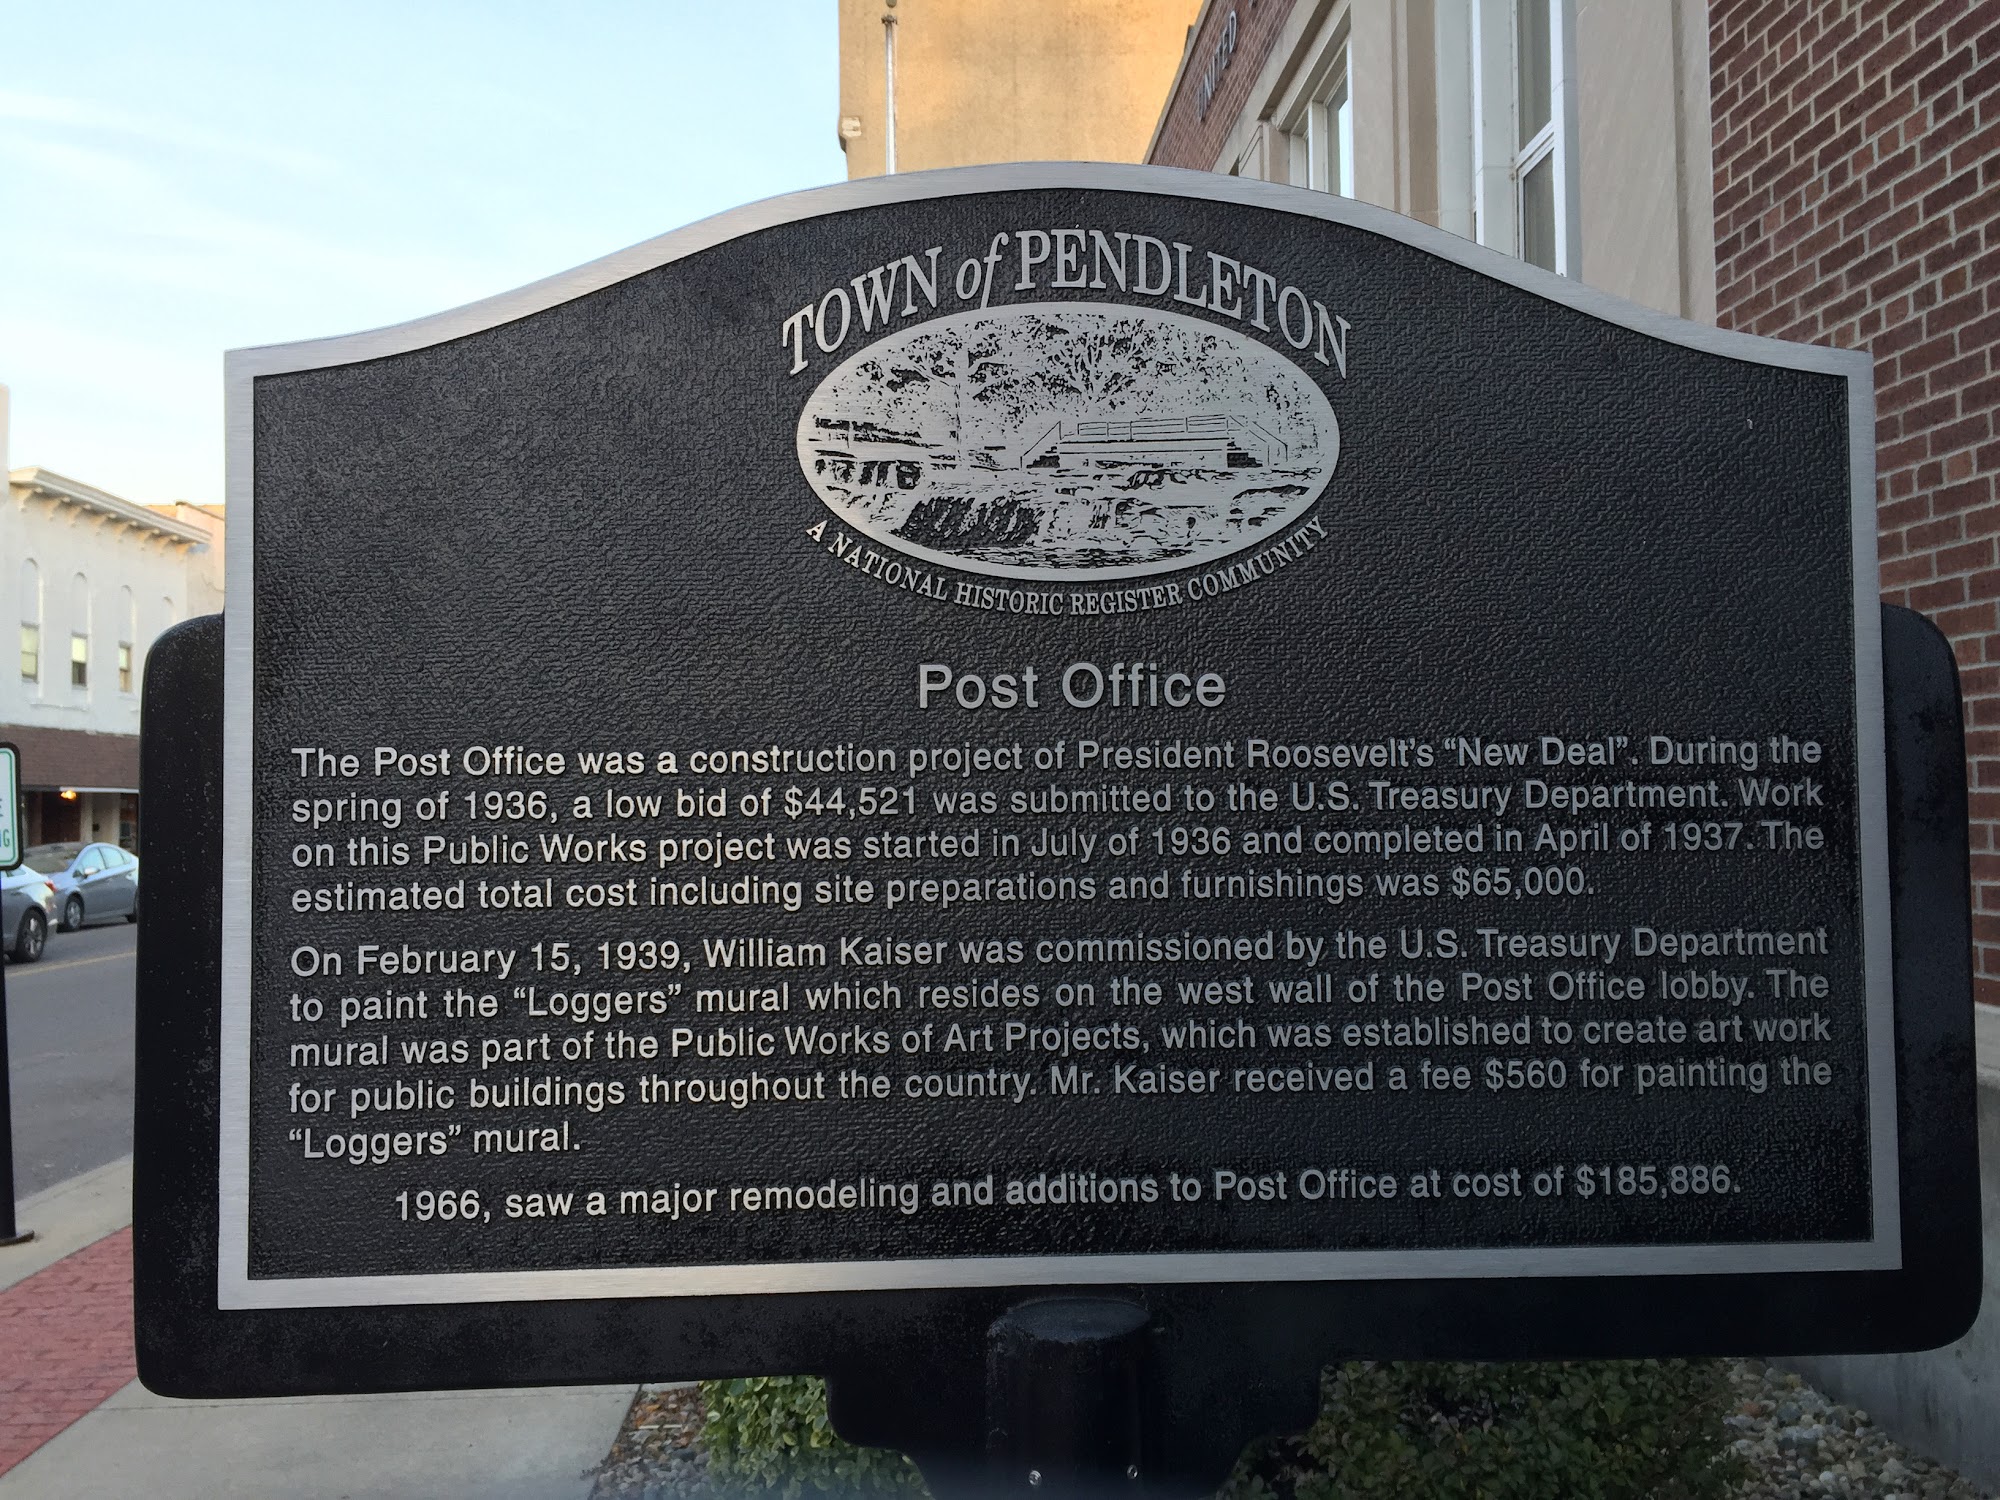 UNITED
TOWN of PENDLETON
A NATIONAL HISTORIC REGISTER COMMUNITY
Post Office
The Post Office was a construction project of President Roosevelt's “New Deal”. During the
spring of 1936, a low bid of $44,521 was submitted to the U.S. Treasury Department. Work
on this Public Works project was started in July of 1936 and completed in April of 1937. The
estimated total cost including site preparations and furnishings was $65,000.
On February 15, 1939, William Kaiser was commissioned by the U.S. Treasury Department
to paint the “Loggers” mural which resides on the west wall of the Post Office lobby. The
mural was part of the Public Works of Art Projects, which was established to create art work
for public buildings throughout the country. Mr. Kaiser received a fee $560 for painting the
“Loggers” mural.
1966, saw a major remodeling and additions to Post Office at cost of $185,886.